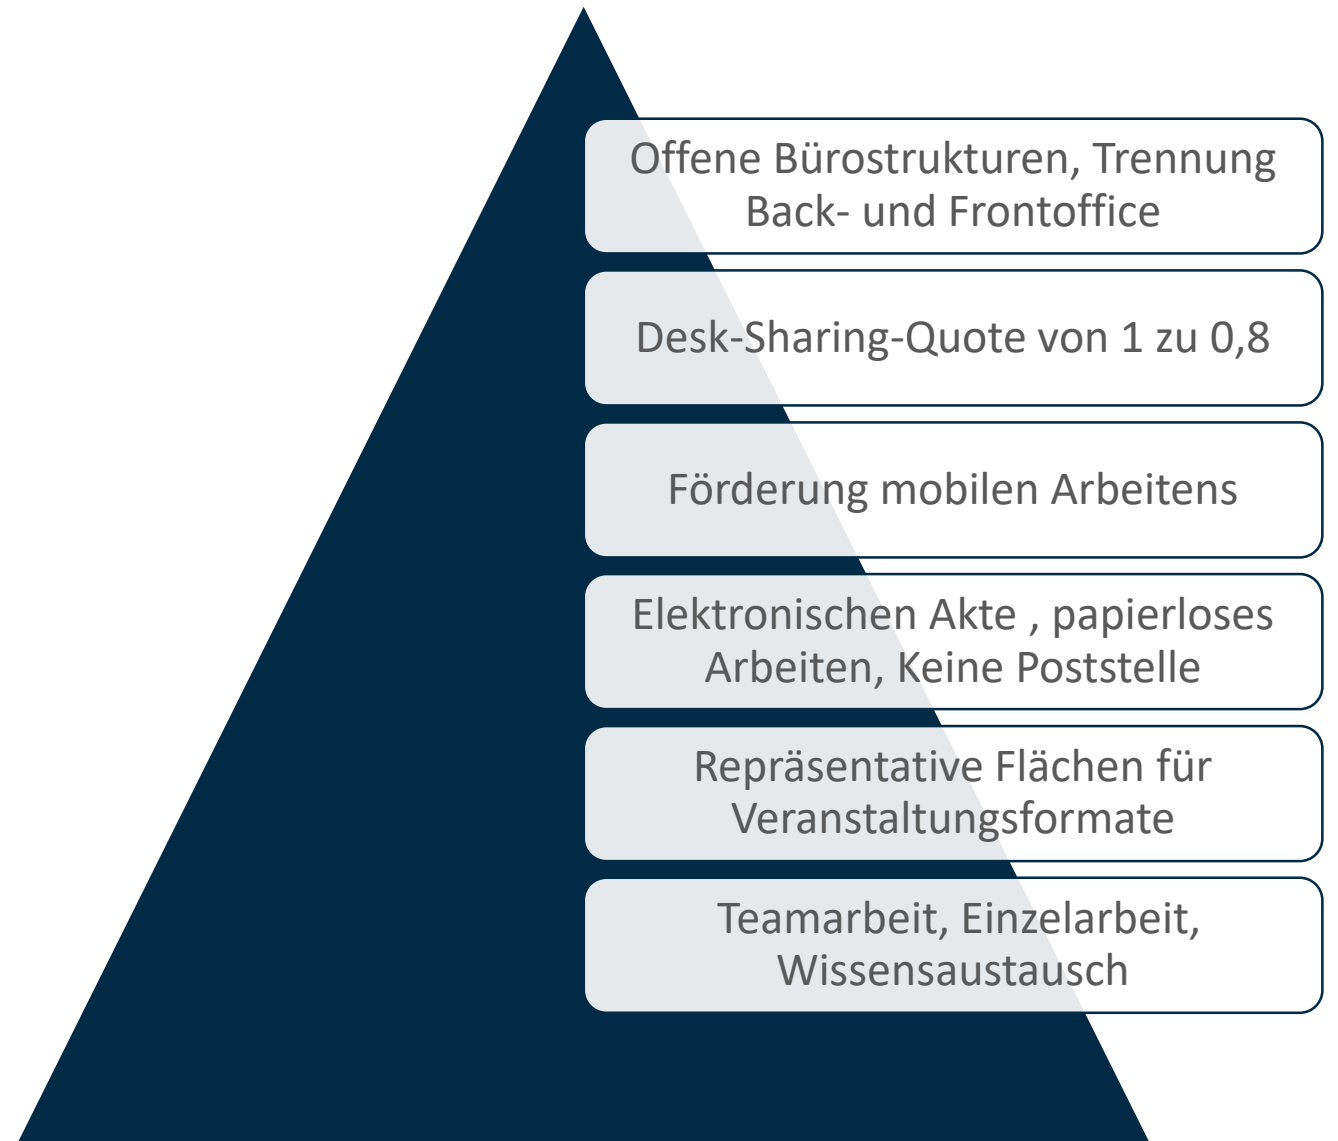 Offene Bürostrukturen, Trennung
Back- und Frontoffice
Desk-Sharing-Quote von 1 zu 0,8
Förderung mobilen Arbeitens
Elektronischen Akte , papierloses
Arbeiten, Keine Poststelle
Repräsentative Flächen für
Veranstaltungsformate
Teamarbeit, Einzelarbeit,
Wissensaustausch